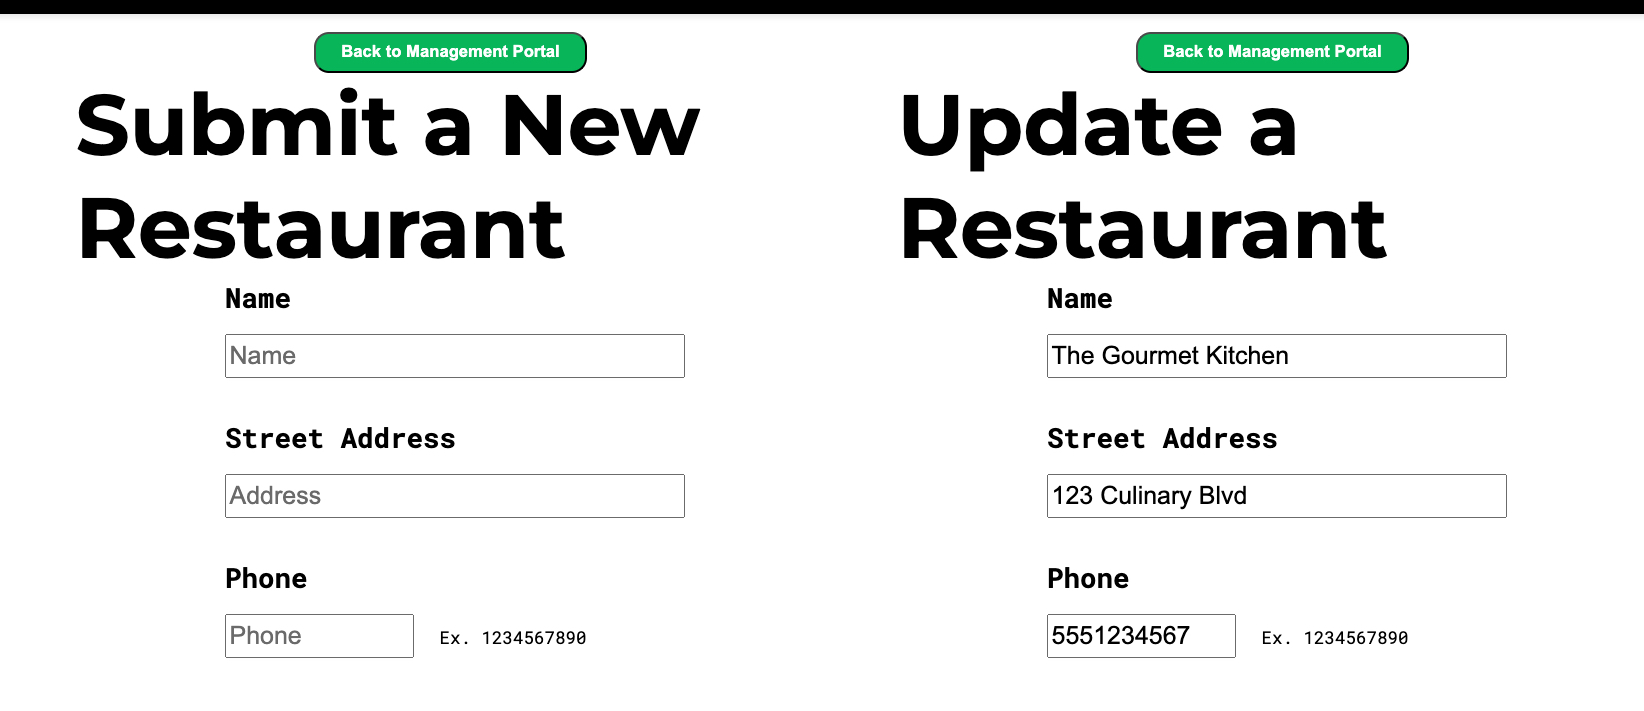 Back to Management Portal
Submit a New
Restaurant
Name
Name
Street Address
Address
Phone
Phone
Ex. 1234567890
Back to Management Portal
Update a
Restaurant
Name
The Gourmet Kitchen
Street Address
123 Culinary Blvd
Phone
5551234567
Ex. 1234567890